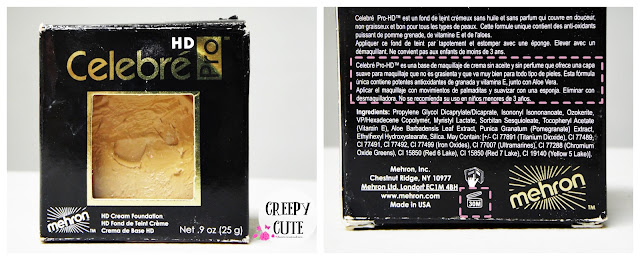 HD
Celebré Pro™
mehron™
HD Cream Foundation
HD Fond de Teint Crème
Crema de Base HD
Net .9 oz (25 g)
CREEPY
CUTE
Celebré Pro-HD™ est un fond de teint crémeux sans huile et sans parfum qui couvre en douceur,
non graisseux et bon pour tous les types de peaux. Cette formule unique contient des anti-oxidants
puissant de pomme grenade, de vitamine E et de l'aloes.
Appliquer ce fond de teint par tapotement et estomper avec une éponge. Elever avec un
démaquillant. Ne convient pas aux enfants de moins de 3 ans.
Celebré Pro-HD™ es una base de maquillaje de crema sin aceite y sin perfume que ofrece una capa
suave para maquillaje que no es grasienta y que va muy bien para todo tipo de pieles. Esta fórmula
única contiene potentes antioxidantes de granada y vitamina E, junto con Aloe Vera.
Aplicar el maquillaje con movimientos de palmaditas y suavizar con una esponja. Eliminar con
desmaquilladora. No se recomienda su uso en niños menores de 3 años.
Ingredients: Propylene Glycol Dicaprylate/Dicaprate, Isononyl Isononanoate, Ozokerite,
VP/Hexadecene Copolymer, Myristyl Lactate, Sorbitan Sesquioleate, Tocopheryl Acetate
(Vitamin E), Aloe Barbadensis Leaf Extract, Punica Granatum (Pomegranate) Extract,
Ethylhexyl Hydroxystearate, Silica. May Contain: [+/- CI 77891 (Titanium Dioxide), CI 77489,
CI 77491, CI 77492, CI 77499 (Iron Oxides), CI 77007 (Ultramarines), CI 77288 (Chromium
Oxide Greens), CI 15850 (Red 6 Lake), CI 15850 (Red 7 Lake), CI 19140 (Yellow 5 Lake)].
Mehron, Inc.
Chestnut Ridge, NY 10977
Mehron Ltd. London EC1M 4BH
www.mehron.com
Made in USA
30M
mehron™